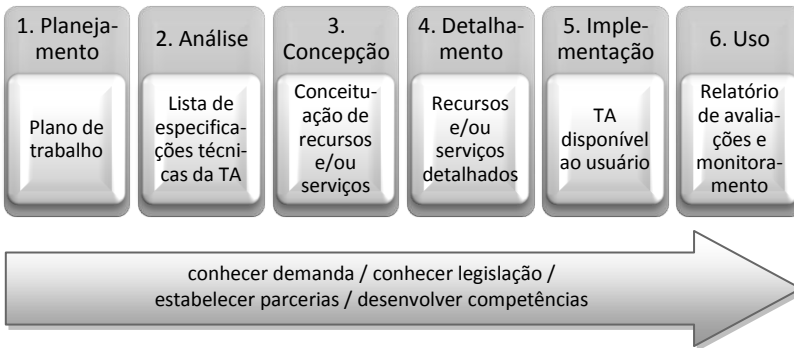 1. Planeja-
mento
Plano de
trabalho
2. Análise
Lista de
especifica-
ções técni-
cas da TA
3.
Concepção
Conceitu-
ação de
recursos
e/ou
serviços
4. Detalha-
mento
Recursos
e/ou
serviços
detalhados
5. Imple-
mentação
TA
disponível
ao usuário
6. Uso
Relatório
de avalia-
ções e
monitora-
mento
conhecer demanda / conhecer legislação /
estabelecer parcerias / desenvolver competências